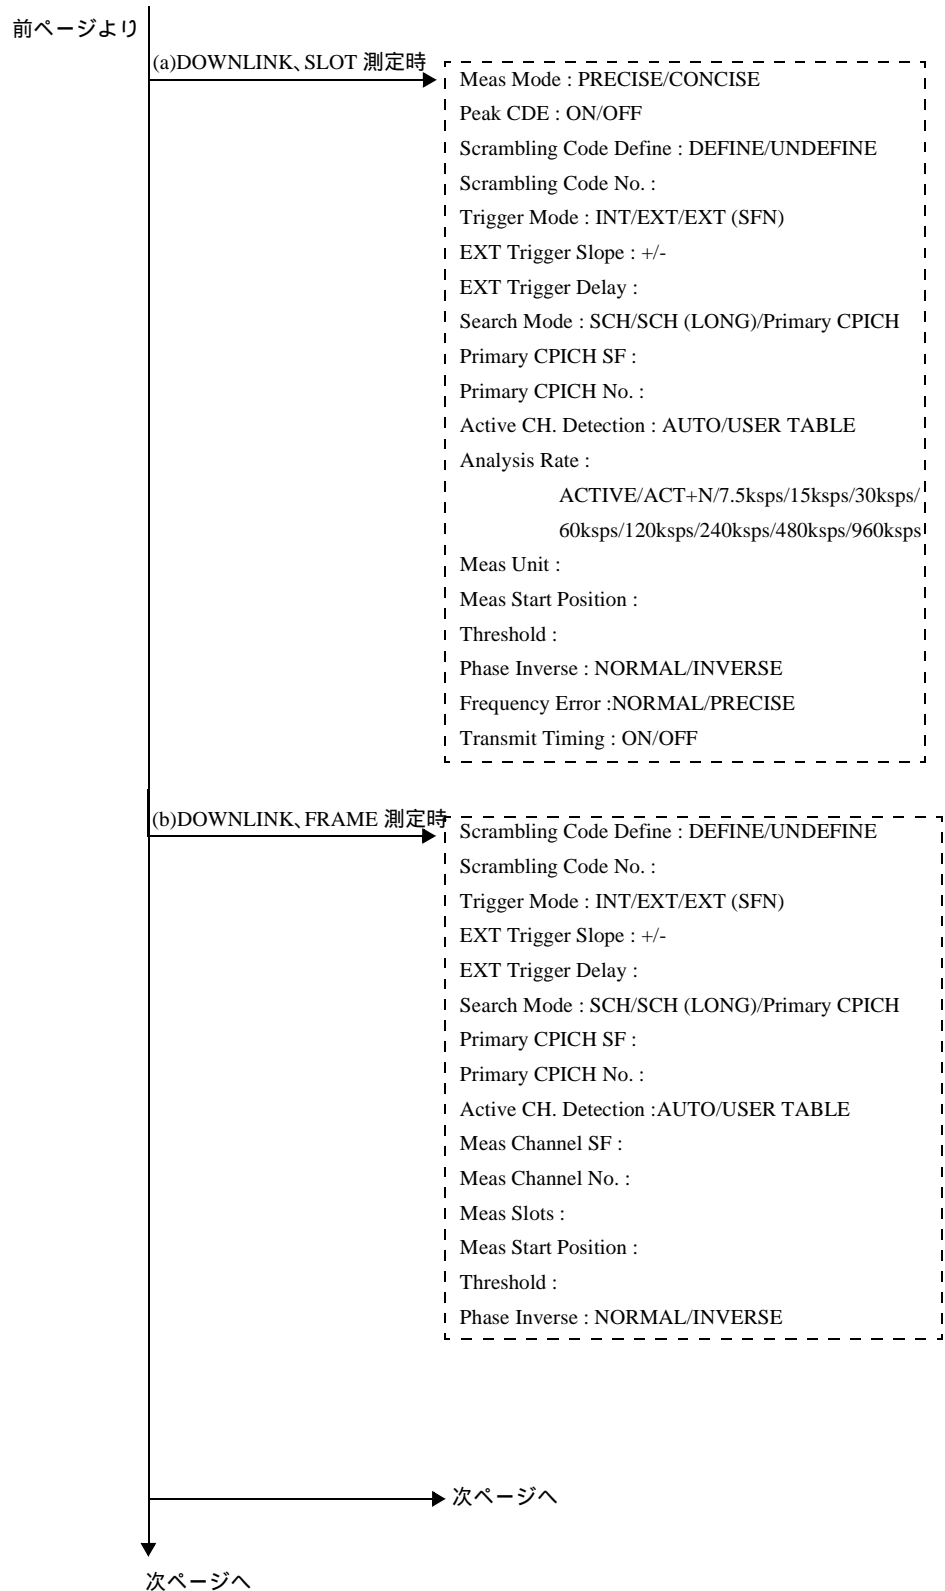 前ページより
(a)DOWNLINK、SLOT 測定時
Meas Mode : PRECISE/CONCISE
Peak CDE : ON/OFF
Scrambling Code Define : DEFINE/UNDEFINE
Scrambling Code No. :
Trigger Mode : INT/EXT/EXT (SFN)
EXT Trigger Slope : +/-
EXT Trigger Delay :
Search Mode : SCH/SCH (LONG)/Primary CPICH
Primary CPICH SF :
Primary CPICH No. :
Active CH. Detection : AUTO/USER TABLE
Analysis Rate :
ACTIVE/ACT+N/7.5ksps/15ksps/30ksps/
60ksps/120ksps/240ksps/480ksps/960ksps
Meas Unit :
Meas Start Position :
Threshold :
Phase Inverse : NORMAL/INVERSE
Frequency Error :NORMAL/PRECISE
Transmit Timing : ON/OFF
(b)DOWNLINK、FRAME 測定時
Scrambling Code Define : DEFINE/UNDEFINE
Scrambling Code No. :
Trigger Mode : INT/EXT/EXT (SFN)
EXT Trigger Slope : +/-
EXT Trigger Delay :
Search Mode : SCH/SCH (LONG)/Primary CPICH
Primary CPICH SF :
Primary CPICH No. :
Active CH. Detection :AUTO/USER TABLE
Meas Channel SF :
Meas Channel No. :
Meas Slots :
Meas Start Position :
Threshold :
Phase Inverse : NORMAL/INVERSE
次ページへ
次ページへ